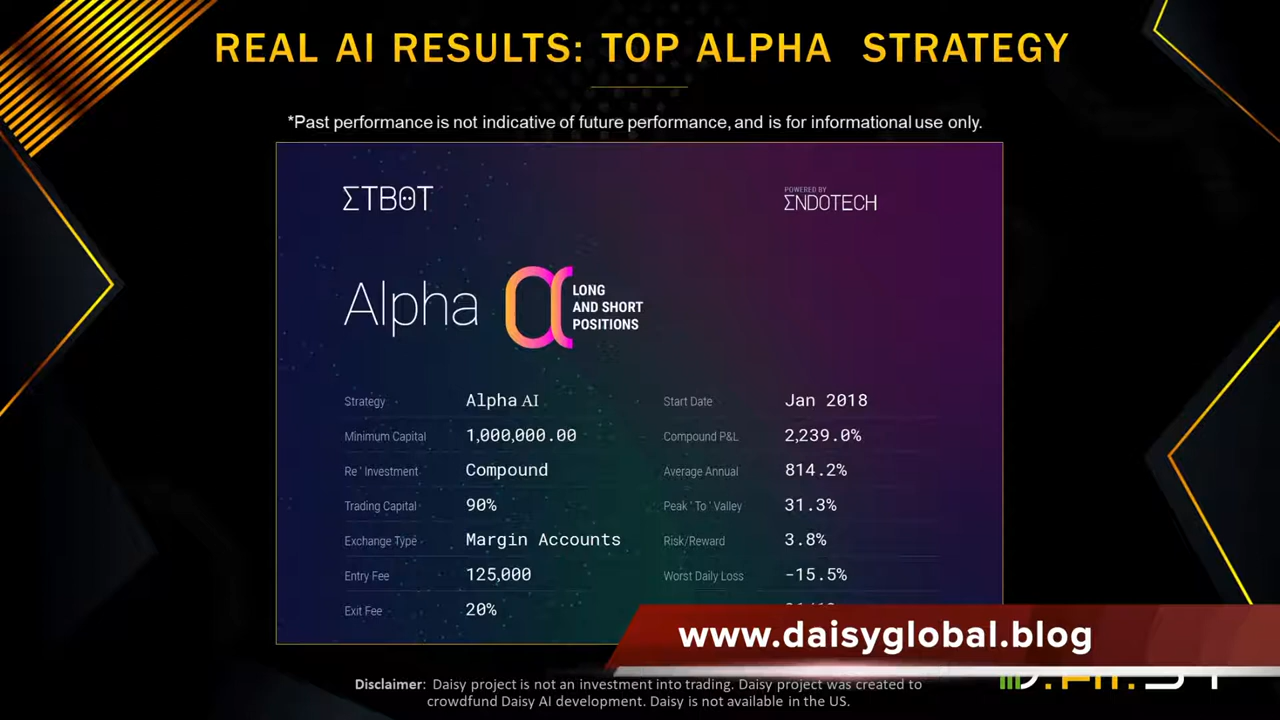 REAL AI RESULTS: TOP ALPHA STRATEGY
*Past performance is not indicative of future performance, and is for informational use only.
ΣTBOT
POWERED BY
ΣNDOTECH
Alpha α LONG
AND SHORT
POSITIONS
Strategy Alpha AI Start Date Jan 2018
Minimum Capital 1,000,000.00 Compound P&L 2,239.0%
Re ' Investment Compound Average Annual 814.2%
Trading Capital 90% Peak ' To ' Valley 31.3%
Exchange Type Margin Accounts Risk/Reward 3.8%
Entry Fee 125,000 Worst Daily Loss -15.5%
Exit Fee 20%
www.daisyglobal.blog
Disclaimer: Daisy project is not an investment into trading. Daisy project was created to
crowdfund Daisy AI development. Daisy is not available in the US.